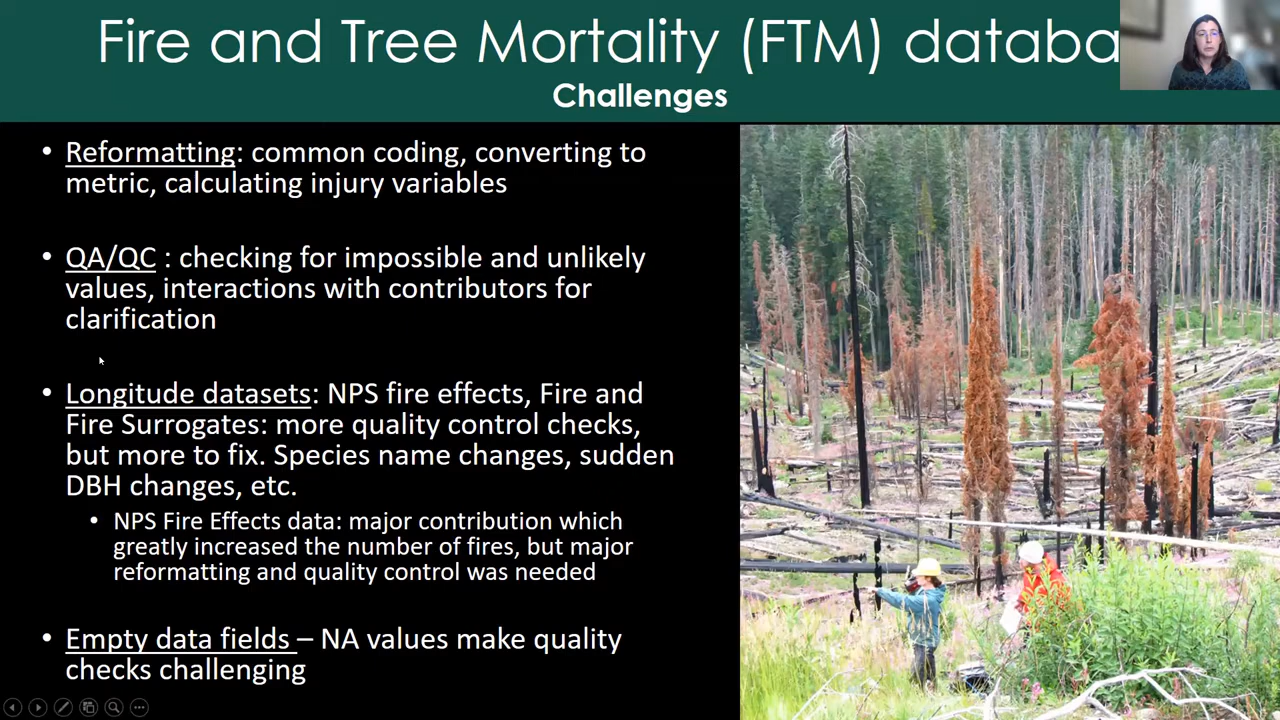 Fire and Tree Mortality (FTM) databa
Challenges
• Reformatting: common coding, converting to
metric, calculating injury variables
• QA/QC : checking for impossible and unlikely
values, interactions with contributors for
clarification
• Longitude datasets: NPS fire effects, Fire and
Fire Surrogates: more quality control checks,
but more to fix. Species name changes, sudden
DBH changes, etc.
• NPS Fire Effects data: major contribution which
greatly increased the number of fires, but major
reformatting and quality control was needed
• Empty data fields – NA values make quality
checks challenging